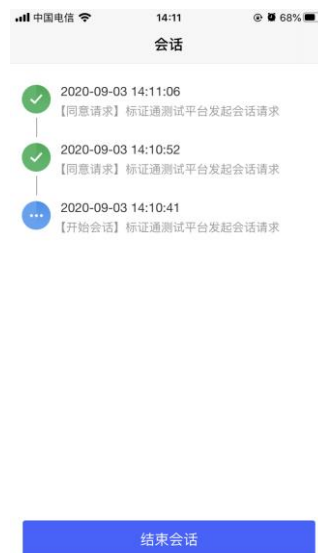 中国电信 14:11 68%
会话
2020-09-03 14:11:06
【同意请求】标证通测试平台发起会话请求
2020-09-03 14:10:52
【同意请求】标证通测试平台发起会话请求
2020-09-03 14:10:41
【开始会话】标证通测试平台发起会话请求
结束会话